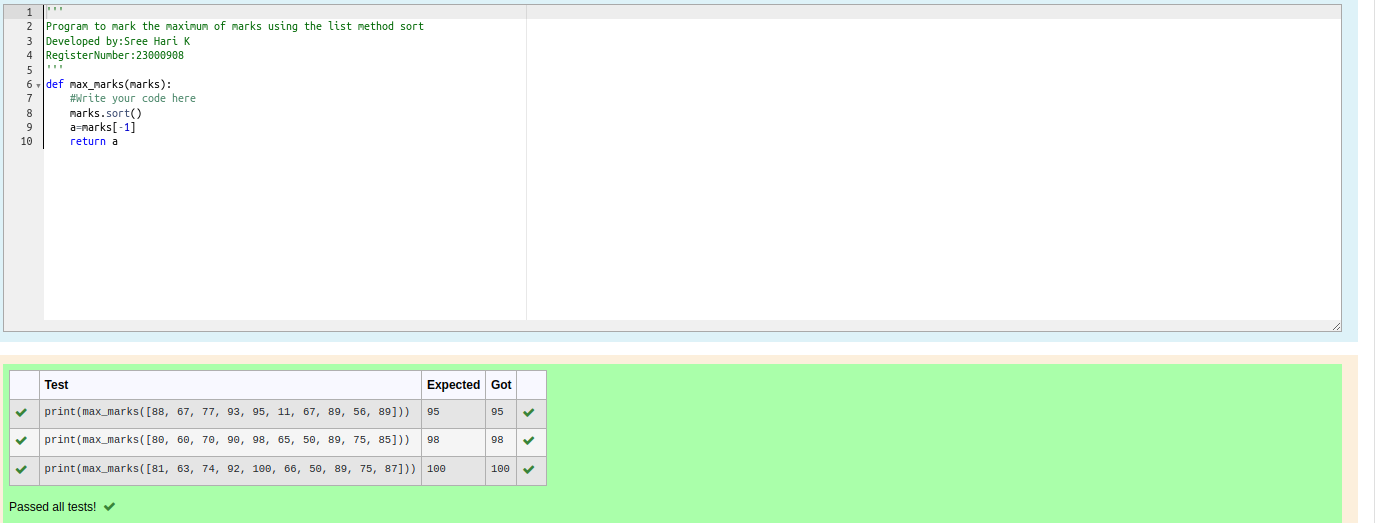 1 '''
2 Program to mark the maximum of marks using the list method sort
3 Developed by:Sree Hari K
4 RegisterNumber:23000908
5 '''
6 def max_marks(marks):
7     #Write your code here
8     marks.sort()
9     a=marks[-1]
10     return a
Test Expected Got
print(max_marks([88, 67, 77, 93, 95, 11, 67, 89, 56, 89])) 95 95
print(max_marks([80, 60, 70, 90, 98, 65, 50, 89, 75, 85])) 98 98
print(max_marks([81, 63, 74, 92, 100, 66, 50, 89, 75, 87])) 100 100
Passed all tests!